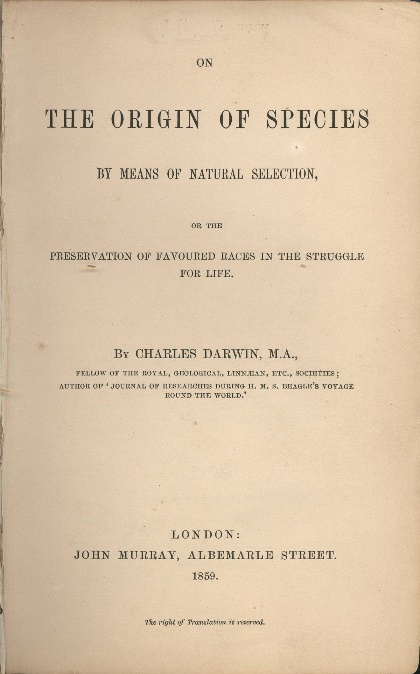 ON
THE ORIGIN OF SPECIES
BY MEANS OF NATURAL SELECTION,
OR THE
PRESERVATION OF FAVOURED RACES IN THE STRUGGLE
FOR LIFE.
BY CHARLES DARWIN, M.A.,
FELLOW OF THE ROYAL, GEOLOGICAL, LINNÆAN, ETC., SOCIETIES;
AUTHOR OF ‘JOURNAL OF RESEARCHES DURING H. M. S. BEAGLE'S VOYAGE
ROUND THE WORLD.’
LONDON:
JOHN MURRAY, ALBEMARLE STREET.
1859.
The right of Translation is reserved.